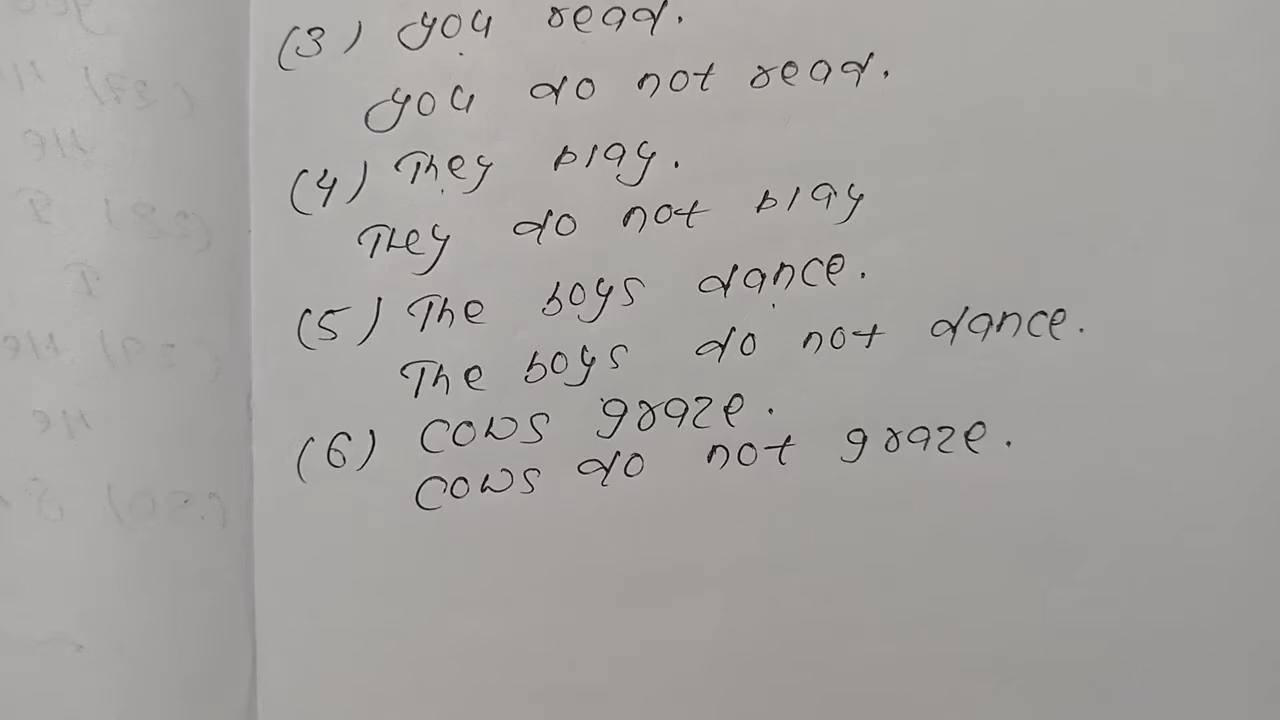 (3) you read.
you do not read.
(4) They play.
They do not play
(5) The boys dance.
The boys do not dance.
(6) cows graze.
cows do not graze.